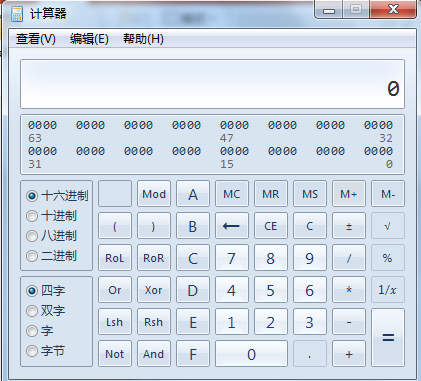 计算器
查看(V) 编辑(E) 帮助(H)
0
0000 0000 0000 0000 0000 0000 0000 0000
63 47 32
0000 0000 0000 0000 0000 0000 0000 0000
31 15 0
十六进制
十进制
八进制
二进制
四字
双字
字
字节
Mod A MC MR MS M+ M-
( ) B ← CE C ± √
RoL RoR C 7 8 9 / %
Or Xor D 4 5 6 * 1/x
Lsh Rsh E 1 2 3 - =
Not And F 0 . +